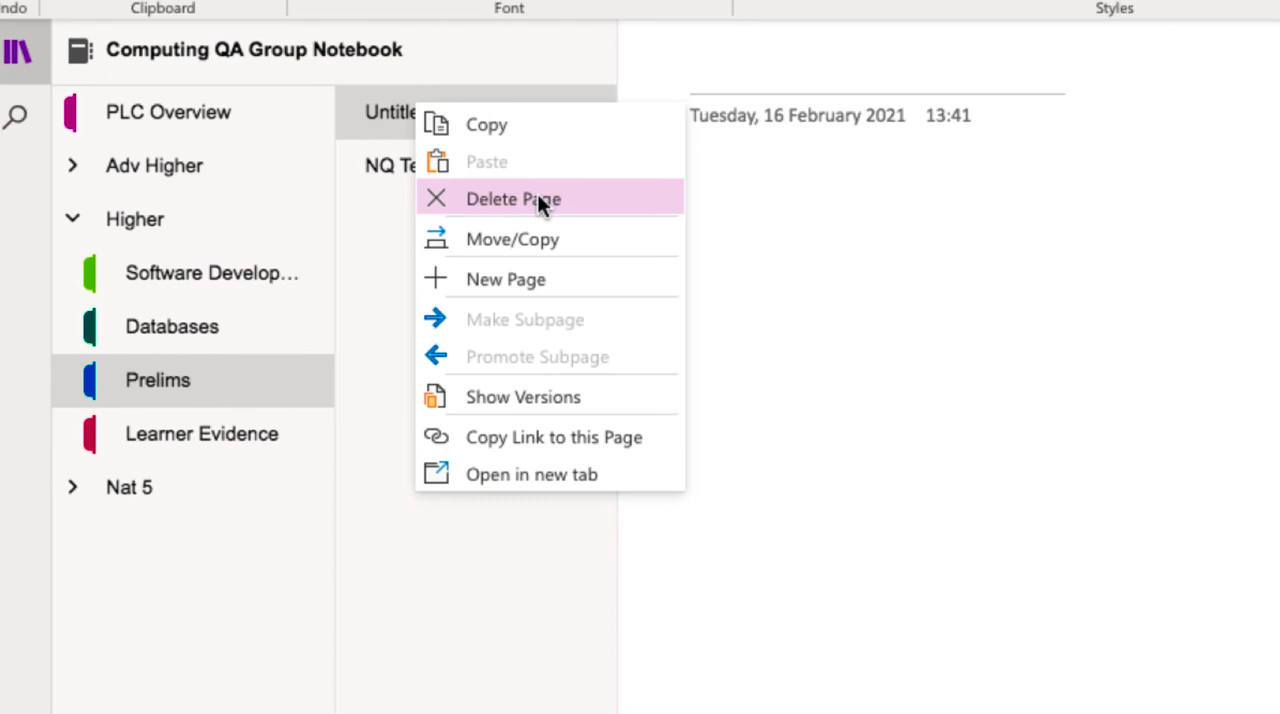 ndo Clipboard Font Styles
Computing QA Group Notebook
PLC Overview
Adv Higher
Higher
Software Develop...
Databases
Prelims
Learner Evidence
Nat 5
Untitle
NQ Te
Copy
Paste
Delete Page
Move/Copy
New Page
Make Subpage
Promote Subpage
Show Versions
Copy Link to this Page
Open in new tab
Tuesday, 16 February 2021 13:41